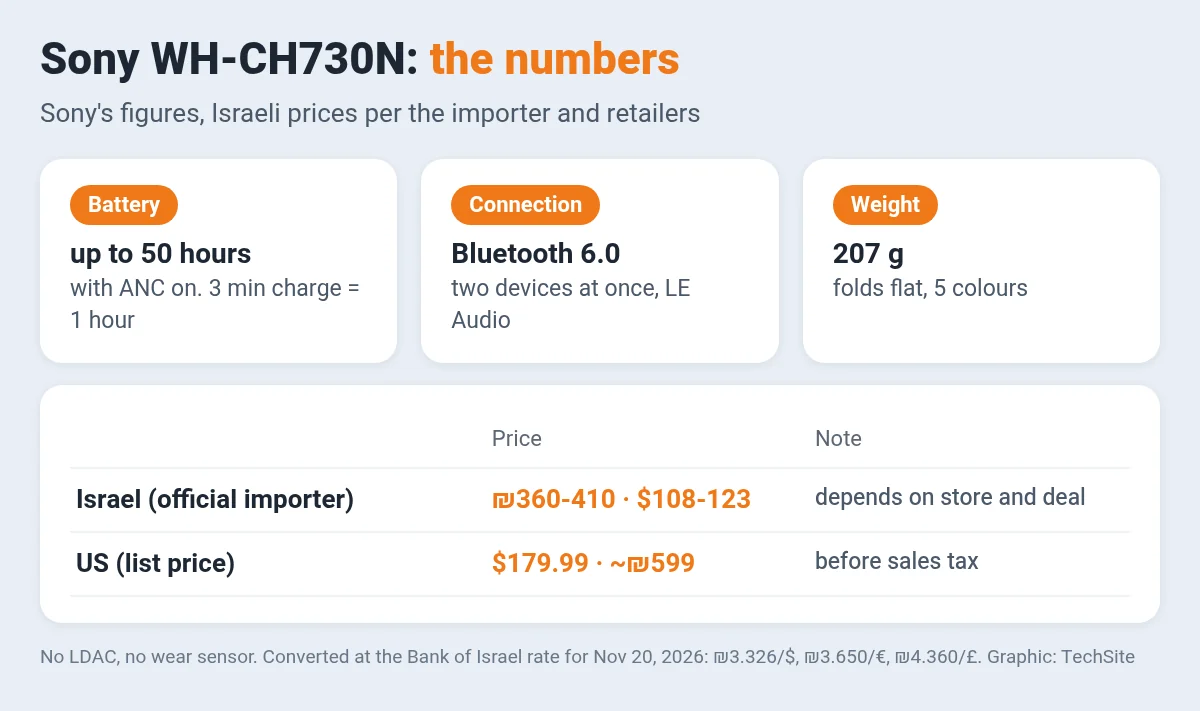 Sony WH-CH730N: the numbers
Sony's figures, Israeli prices per the importer and retailers
Battery
up to 50 hours
with ANC on. 3 min charge =
1 hour
Connection
Bluetooth 6.0
two devices at once, LE
Audio
Weight
207 g
folds flat, 5 colours
Price Note
Israel (official importer) ₪360-410 · $108-123 depends on store and deal
US (list price) $179.99 · ~₪599 before sales tax
No LDAC, no wear sensor. Converted at the Bank of Israel rate for Nov 20, 2026: ₪3.326/$, ₪3.650/€, ₪4.360/£. Graphic: TechSite